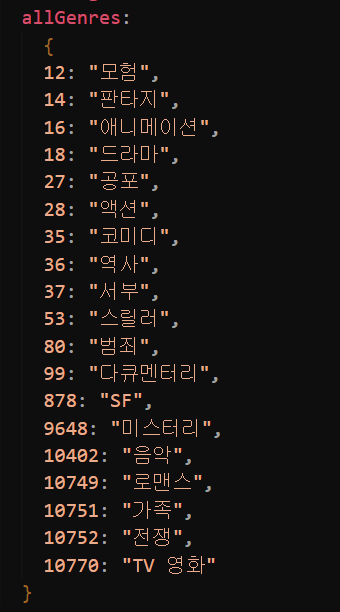 allGenres:
{
12: "모험",
14: "판타지",
16: "애니메이션",
18: "드라마",
27: "공포",
28: "액션",
35: "코미디",
36: "역사",
37: "서부",
53: "스릴러",
80: "범죄",
99: "다큐멘터리",
878: "SF",
9648: "미스터리",
10402: "음악",
10749: "로맨스",
10751: "가족",
10752: "전쟁",
10770: "TV 영화"
}